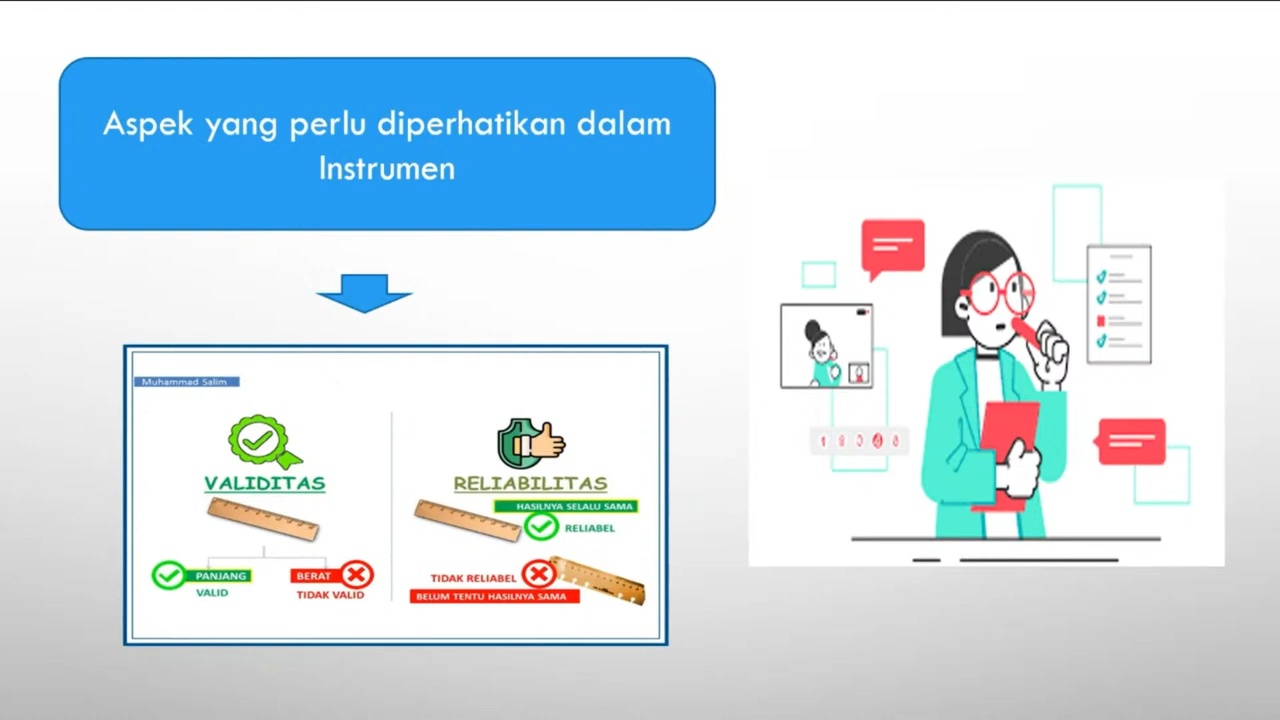 Aspek yang perlu diperhatikan dalam
Instrumen
Muhammad Salim
VALIDITAS
PANJANG
VALID
BERAT
TIDAK VALID
RELIABILITAS
HASILNYA SELALU SAMA
RELIABEL
TIDAK RELIABEL
BELUM TENTU HASILNYA SAMA